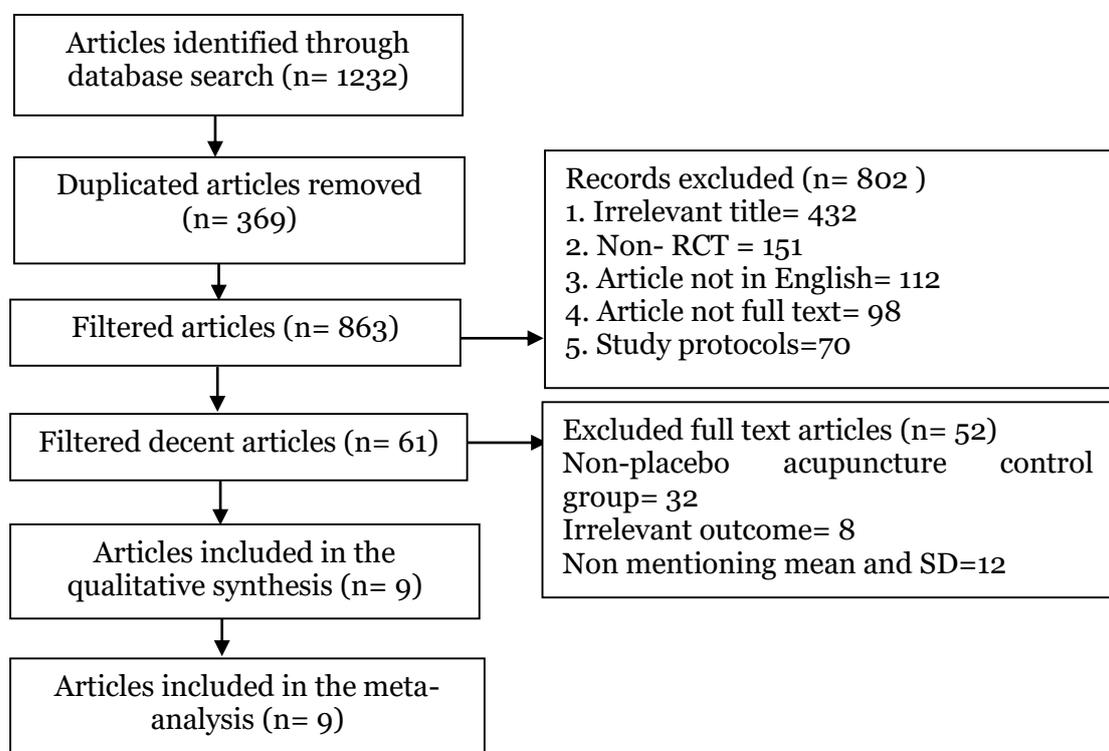 Articles identified through
database search (n= 1232)
Duplicated articles removed
(n= 369)
Records excluded (n= 802 )
1. Irrelevant title= 432
2. Non- RCT = 151
3. Article not in English= 112
4. Article not full text= 98
5. Study protocols=70
Filtered articles (n= 863)
Filtered decent articles (n= 61)
Excluded full text articles (n= 52)
Non-placebo acupuncture control
group= 32
Irrelevant outcome= 8
Non mentioning mean and SD=12
Articles included in the
qualitative synthesis (n= 9)
Articles included in the meta-
analysis (n= 9)